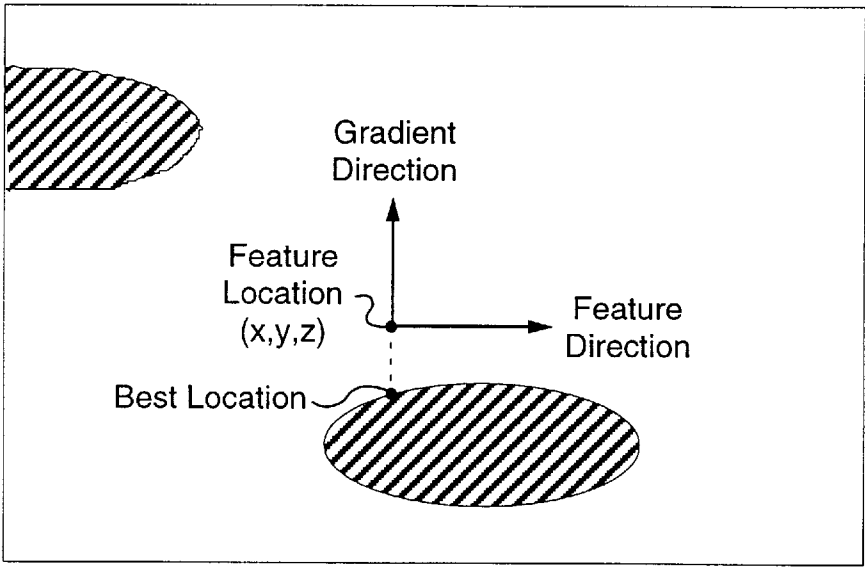 Gradient
Direction
Feature
Location
(x,y,z)
Feature
Direction
Best Location